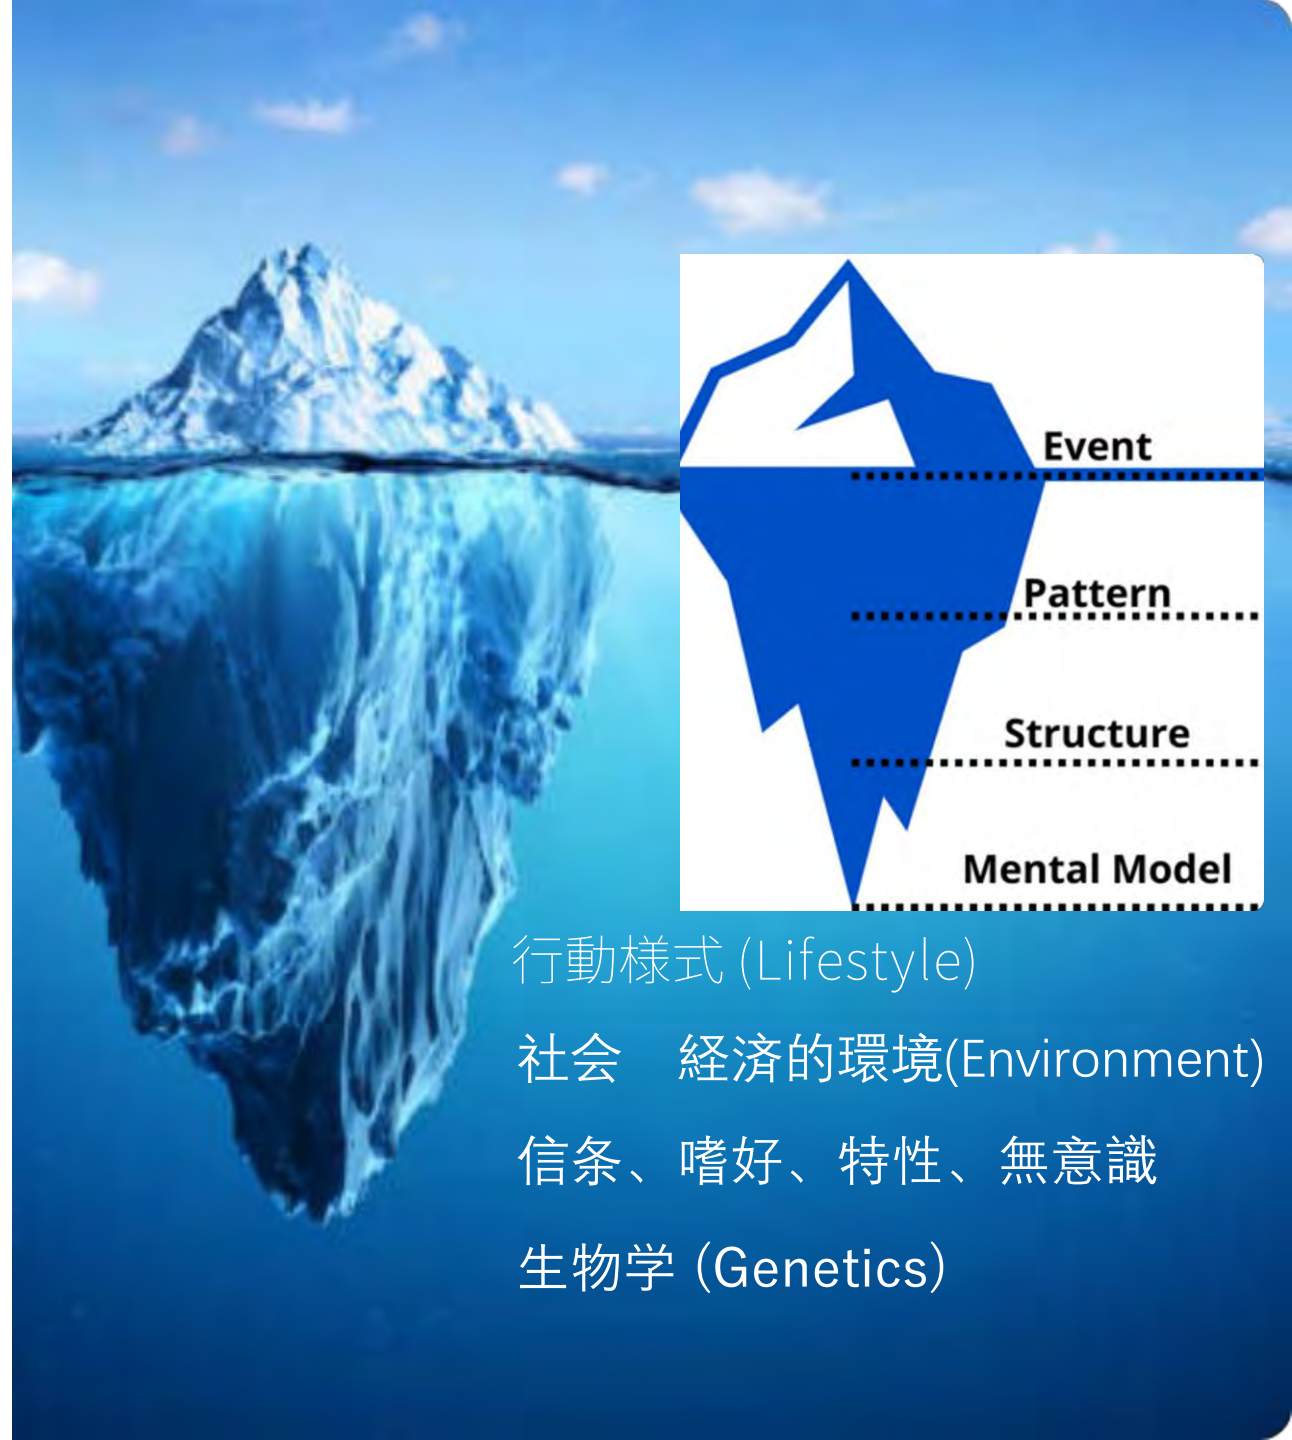 Event
Pattern
Structure
Mental Model
行動様式 (Lifestyle)
社会　経済的環境(Environment)
信条、嗜好、特性、無意識
生物学 (Genetics)